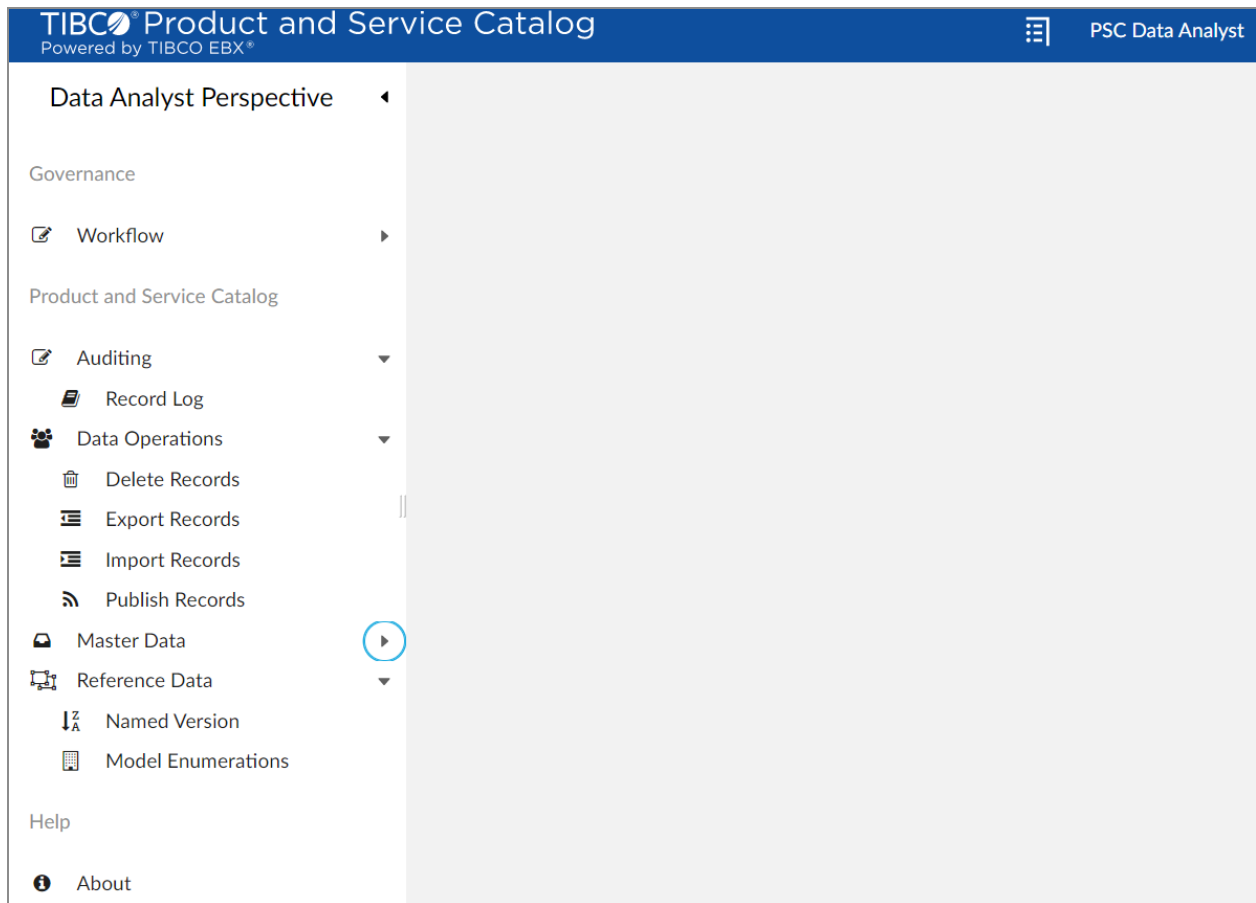 TIBCO® Product and Service Catalog
Powered by TIBCO EBX®
PSC Data Analyst
Data Analyst Perspective
Governance
Workflow
Product and Service Catalog
Auditing
Record Log
Data Operations
Delete Records
Export Records
Import Records
Publish Records
Master Data
Reference Data
Named Version
Model Enumerations
Help
About